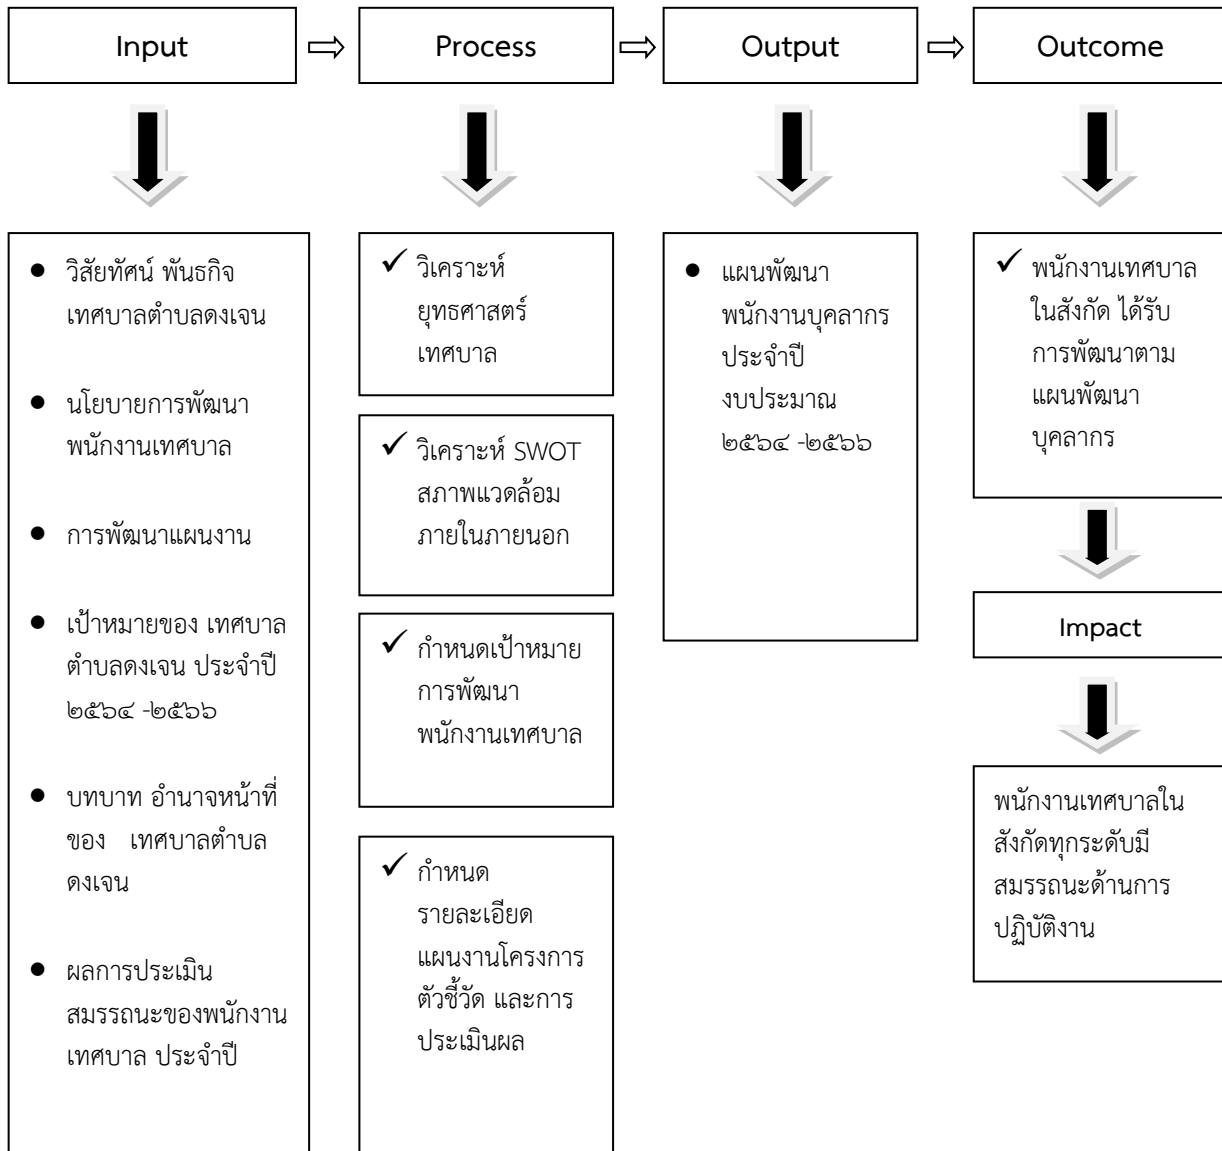 Input
Process
Output
Outcome
วิสัยทัศน์ พันธกิจ
เทศบาลตำบลดงเจน
นโยบายการพัฒนา
พนักงานเทศบาล
การพัฒนาแผนงาน
เป้าหมายของ เทศบาล
ตำบลดงเจน ประจำปี
๒๕๖๔ -๒๕๖๖
บทบาท อำนาจหน้าที่
ของ เทศบาลตำบล
ดงเจน
ผลการประเมิน
สมรรถนะของพนักงาน
เทศบาล ประจำปี
วิเคราะห์
ยุทธศาสตร์
เทศบาล
วิเคราะห์ SWOT
สภาพแวดล้อม
ภายในภายนอก
กำหนดเป้าหมาย
การพัฒนา
พนักงานเทศบาล
กำหนด
รายละเอียด
แผนงานโครงการ
ตัวชี้วัด และการ
ประเมินผล
แผนพัฒนา
พนักงานบุคลากร
ประจำปี
งบประมาณ
๒๕๖๔ -๒๕๖๖
พนักงานเทศบาล
ในสังกัด ได้รับ
การพัฒนาตาม
แผนพัฒนา
บุคลากร
Impact
พนักงานเทศบาลใน
สังกัดทุกระดับมี
สมรรถนะด้านการ
ปฏิบัติงาน